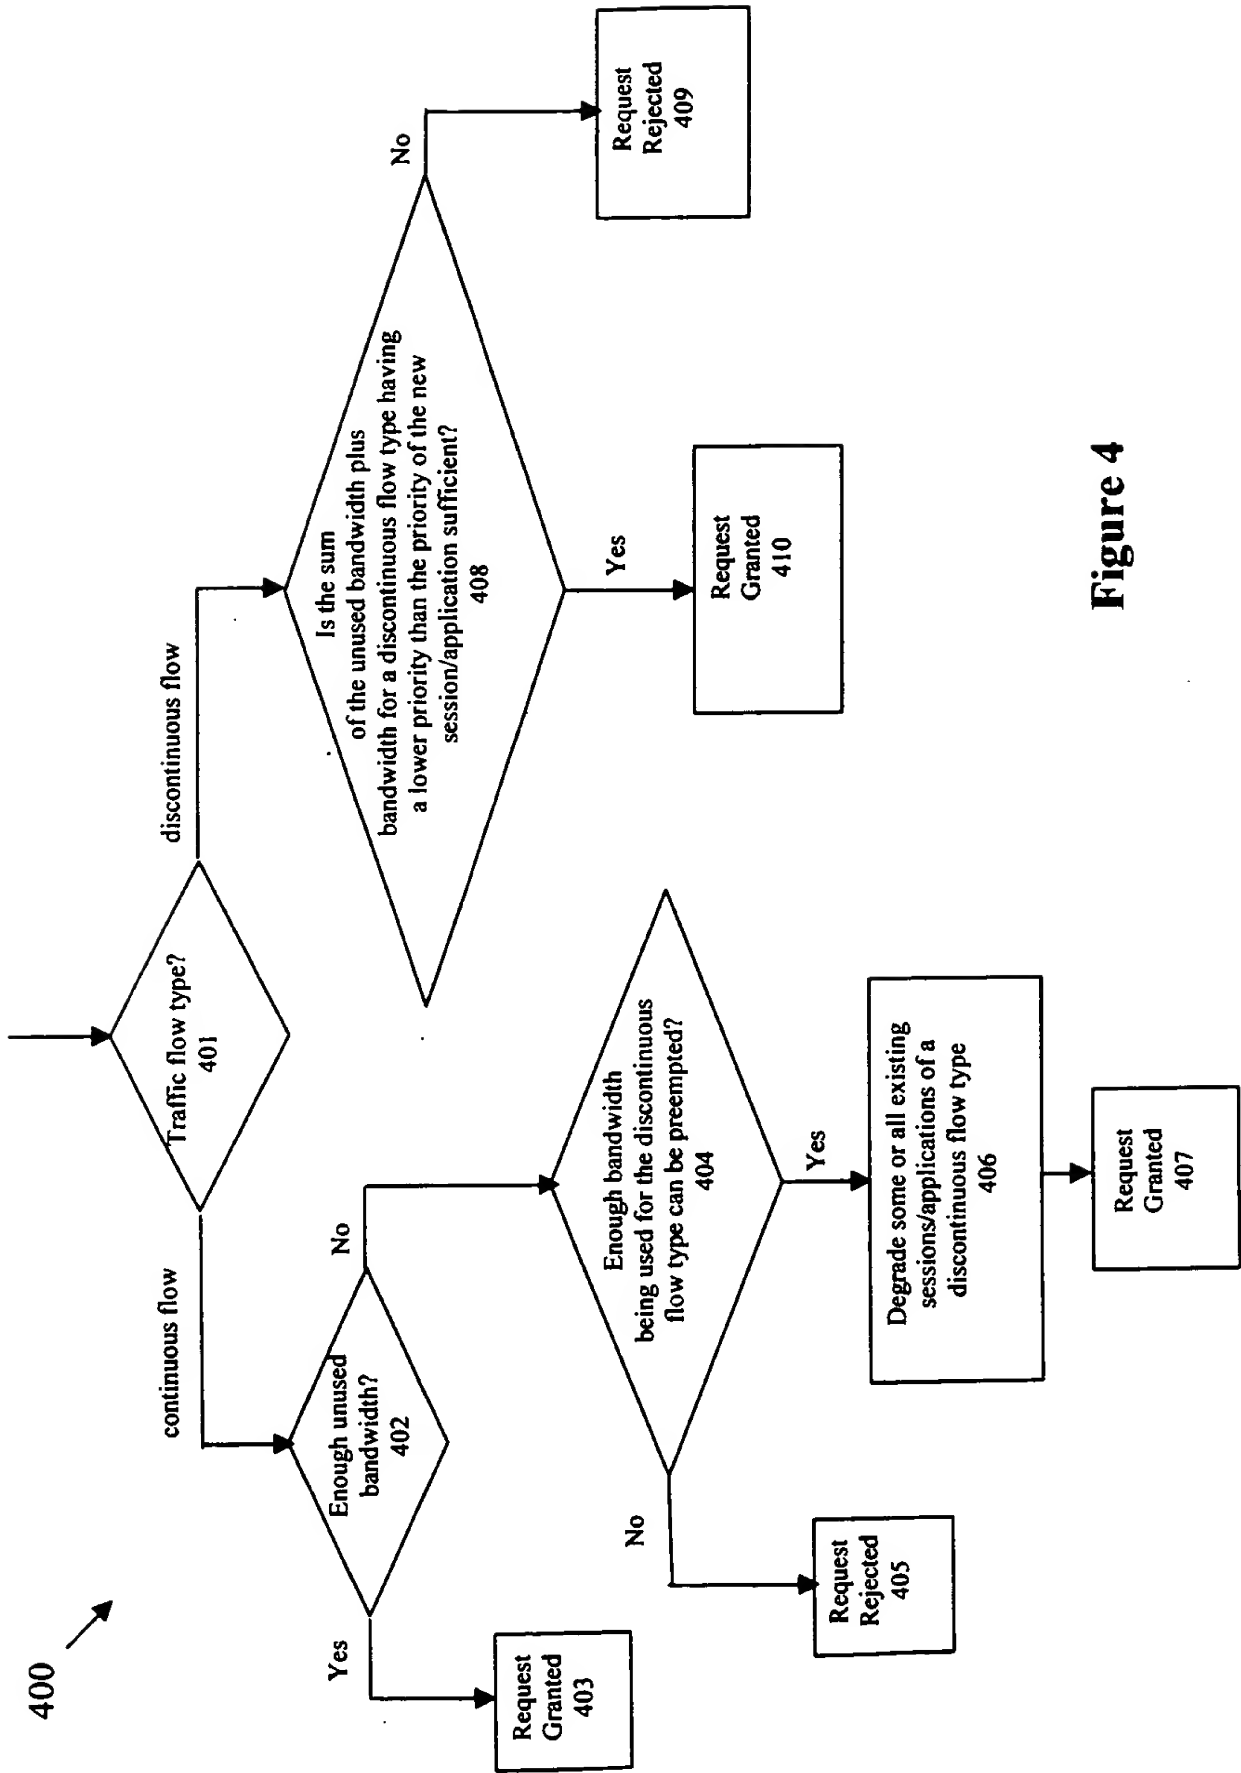 400
Traffic flow type?
401
continuous flow
discontinuous flow
Enough unused
bandwidth?
402
Yes
No
Request
Granted
403
Enough bandwidth
being used for the discontinuous
flow type can be preempted?
404
No
Yes
Request
Rejected
405
Degrade some or all existing
sessions/applications of a
discontinuous flow type
406
Request
Granted
407
Is the sum
of the unused bandwidth plus
bandwidth for a discontinuous flow type having
a lower priority than the priority of the new
session/application sufficient?
408
No
Yes
Request
Rejected
409
Request
Granted
410
Figure 4